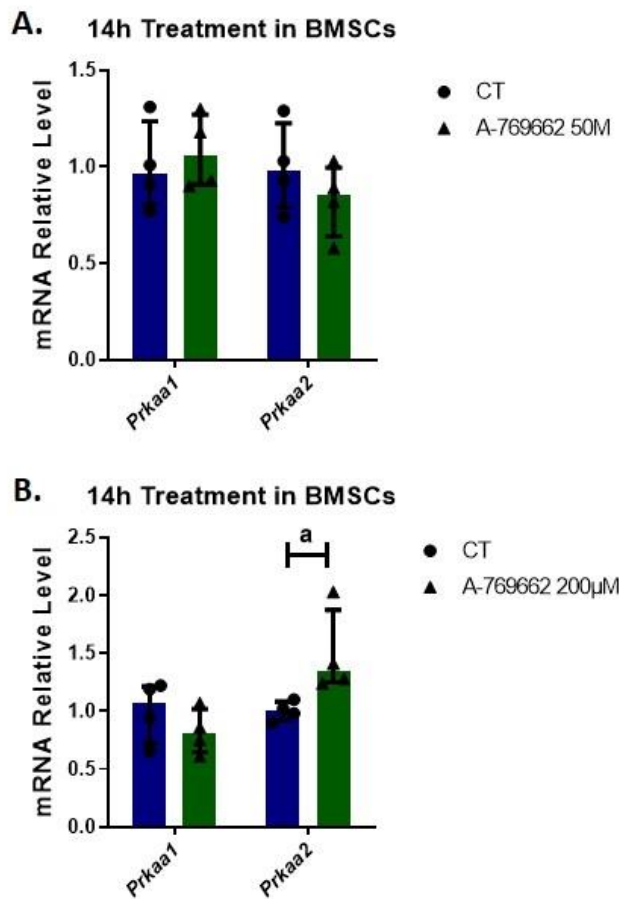 A.
14h Treatment in BMSCs
mRNA Relative Level
1.5
1.0
0.5
0.0
Prkaa1
Prkaa2
CT
A-769662 50M
B.
14h Treatment in BMSCs
mRNA Relative Level
2.5
2.0
1.5
1.0
0.5
0.0
a
Prkaa1
Prkaa2
CT
A-769662 200µM